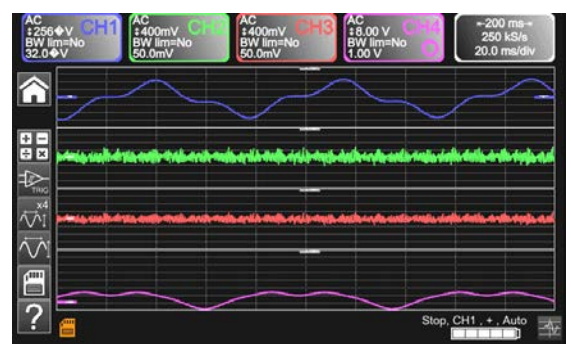 AC CH1
↕256�V
BW lim=No
32.0�V
AC CH2
↕400mV
BW lim=No
50.0mV
AC CH3
↕400mV
BW lim=No
50.0mV
AC CH4
↕8.00 V
BW lim=No
1.00 V
←200 ms→
250 kS/s
20.0 ms/div
TRIG
x4
?
Stop, CH1 , + , Auto